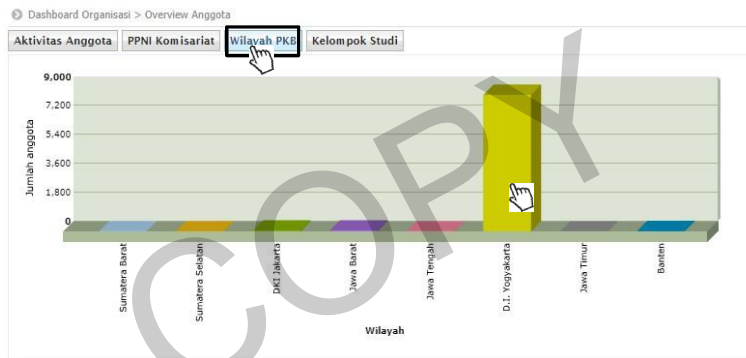 Dashboard Organisasi > Overview Anggota
Aktivitas Anggota PPNI Komisariat Wilayah PKB Kelompok Studi
9,000
7,200
5,400
3,600
1,800
0
Jumlah anggota
Sumatera Barat
Sumatera Selatan
DKI Jakarta
Jawa Barat
Jawa Tengah
D.I. Yogyakarta
Jawa Timur
Banten
Wilayah
COPY